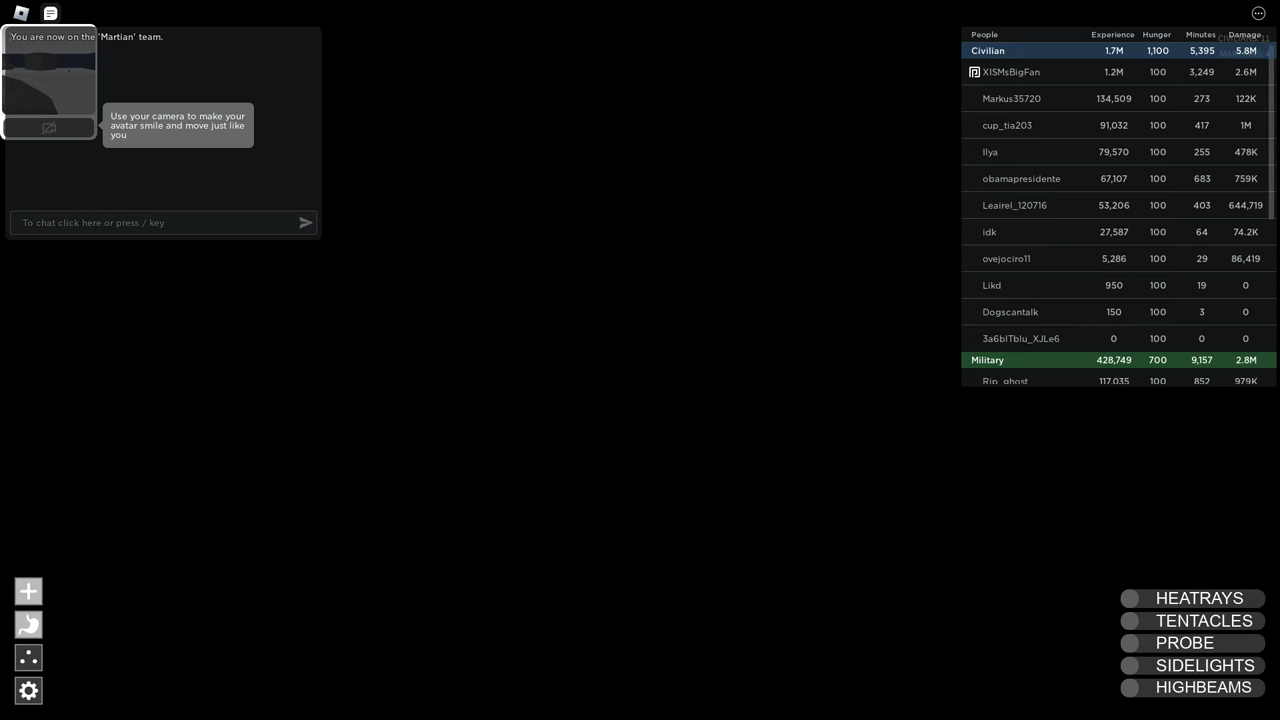 You are now on the 'Martian' team.
Use your camera to make your
avatar smile and move just like
you
To chat click here or press / key
People Experience Hunger Minutes Damage
Civilian 1.7M 1,100 5,395 5.8M
XISMsBigFan 1.2M 100 3,249 2.6M
Markus35720 134,509 100 273 122K
cup_tia203 91,032 100 417 1M
Ilya 79,570 100 255 478K
obamapresidente 67,107 100 683 759K
Leairel_120716 53,206 100 403 644,719
idk 27,587 100 64 74.2K
ovejociro11 5,286 100 29 86,419
Likd 950 100 19 0
Dogscantalk 150 100 3 0
3a6blTblu_XJLe6 0 100 0 0
Military 428,749 700 9,157 2.8M
Rip_ghost 117,035 100 852 979K
HEATRAYS
TENTACLES
PROBE
SIDELIGHTS
HIGHBEAMS